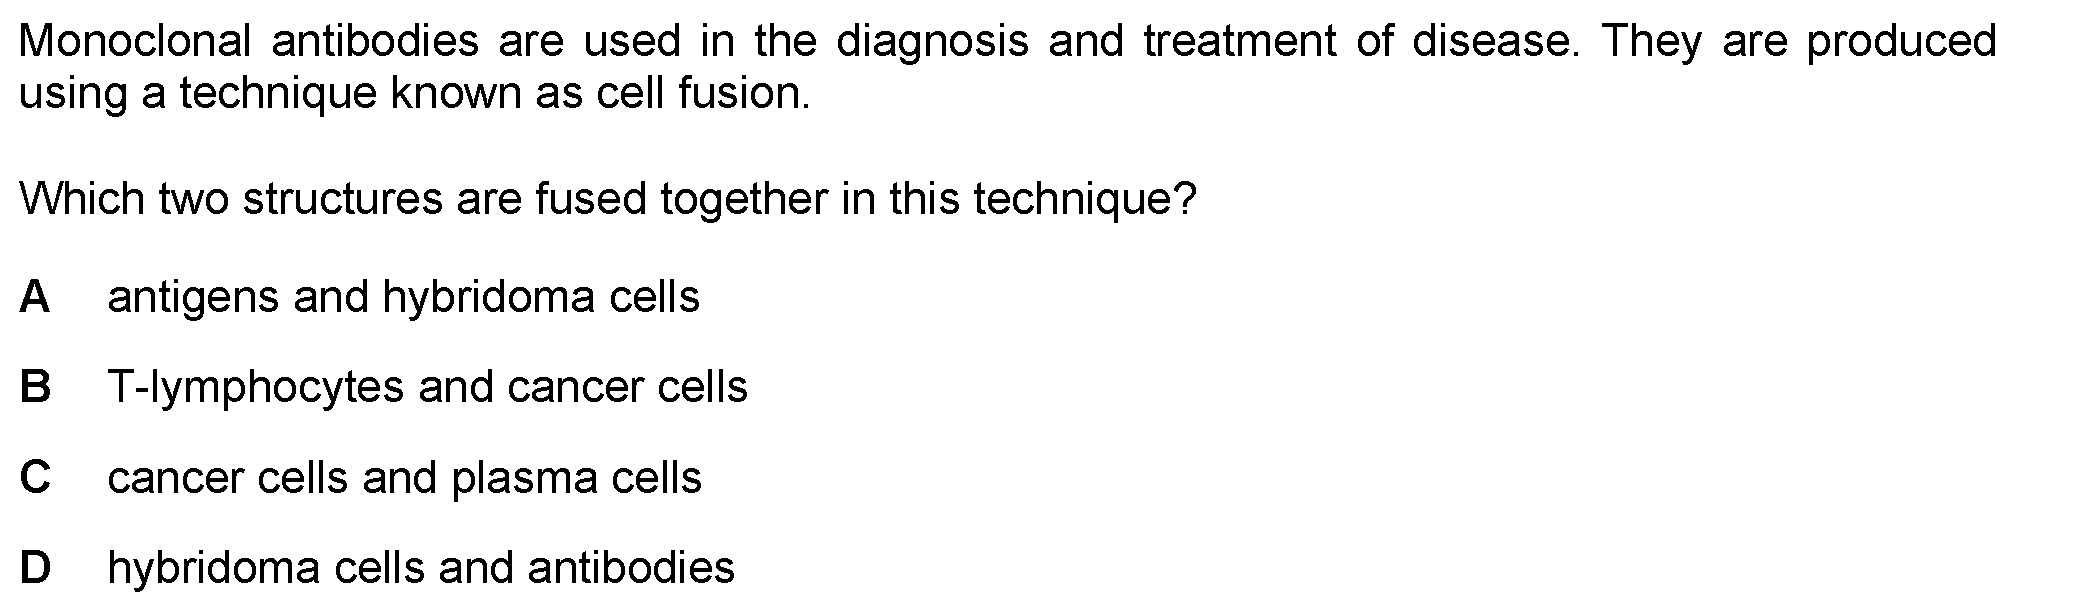 Monoclonal antibodies are used in the diagnosis and treatment of disease. They are produced
using a technique known as cell fusion.
Which two structures are fused together in this technique?
A antigens and hybridoma cells
B T-lymphocytes and cancer cells
C cancer cells and plasma cells
D hybridoma cells and antibodies